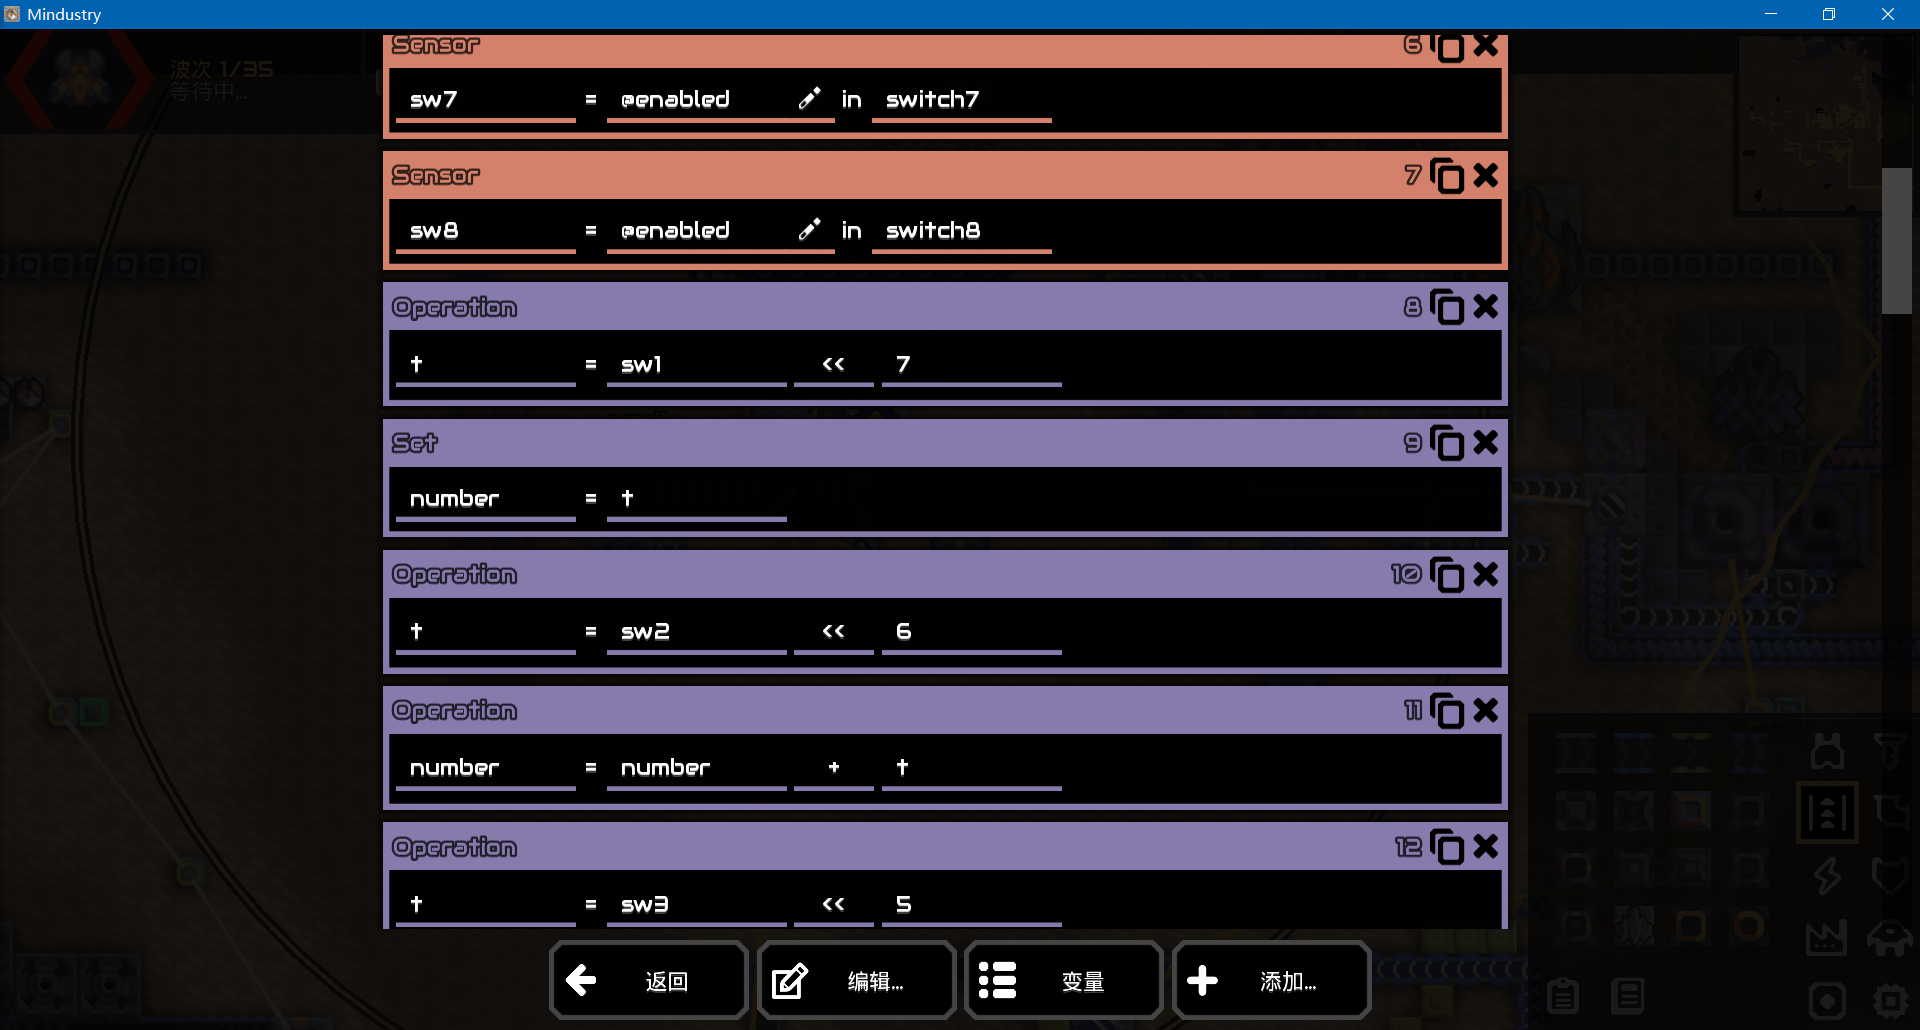 Mindustry
波次 1/35
等待中...
Sensor 6
sw7 = @enabled in switch7
Sensor 7
sw8 = @enabled in switch8
Operation 8
t = sw1 << 7
Set 9
number = t
Operation 10
t = sw2 << 6
Operation 11
number = number + t
Operation 12
t = sw3 << 5
返回
编辑...
变量
添加...